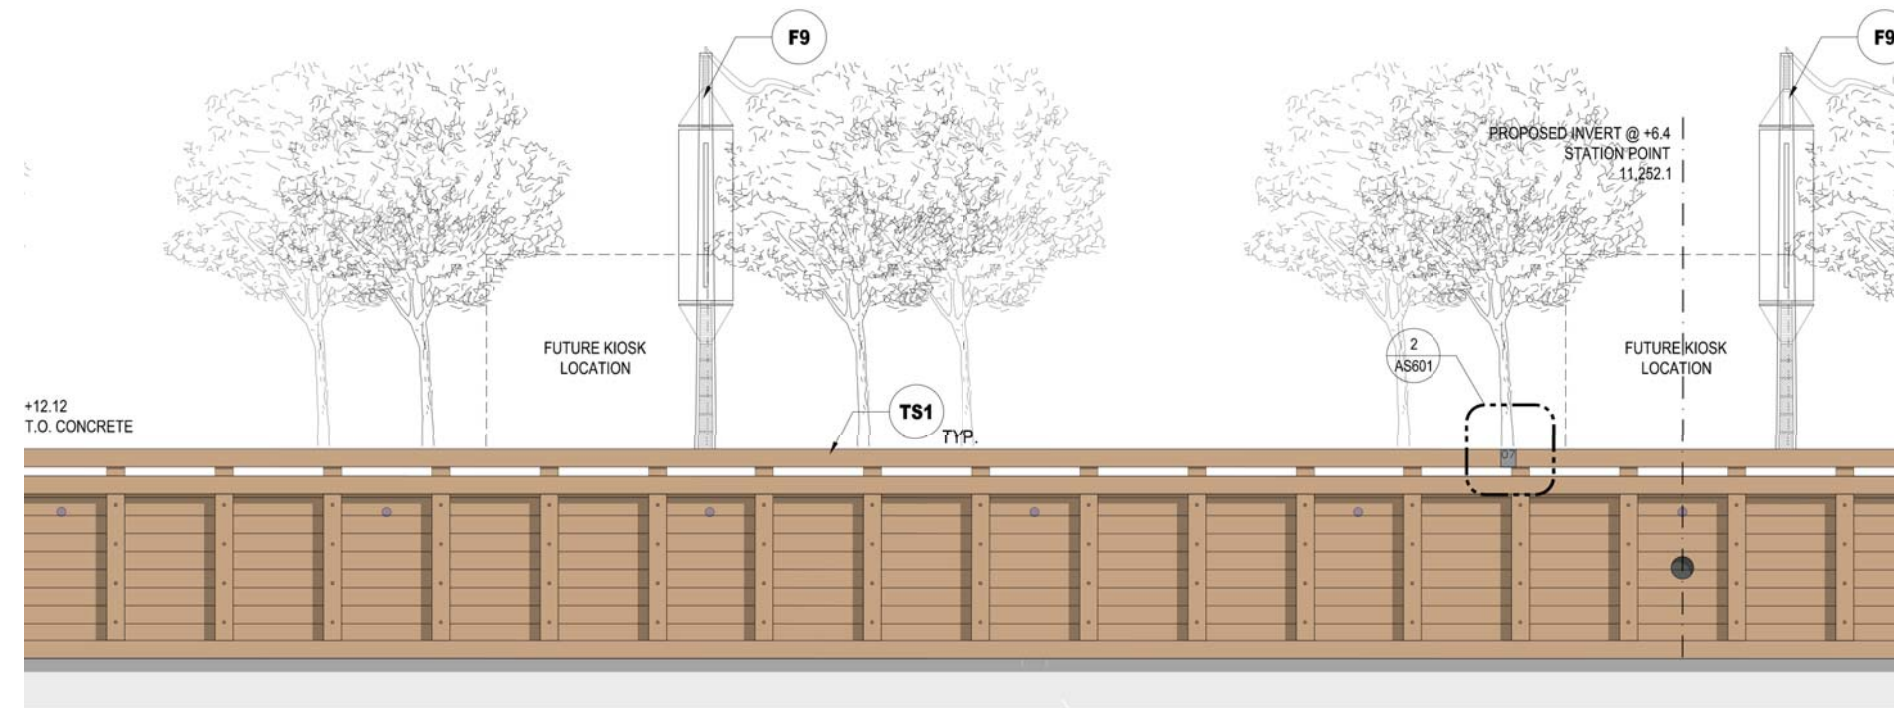 F9
F9
PROPOSED INVERT @ +6.4
STATION POINT
11,252.1
2
AS601
FUTURE KIOSK
LOCATION
FUTURE KIOSK
LOCATION
+12.12
T.O. CONCRETE
TS1
TYP.
07